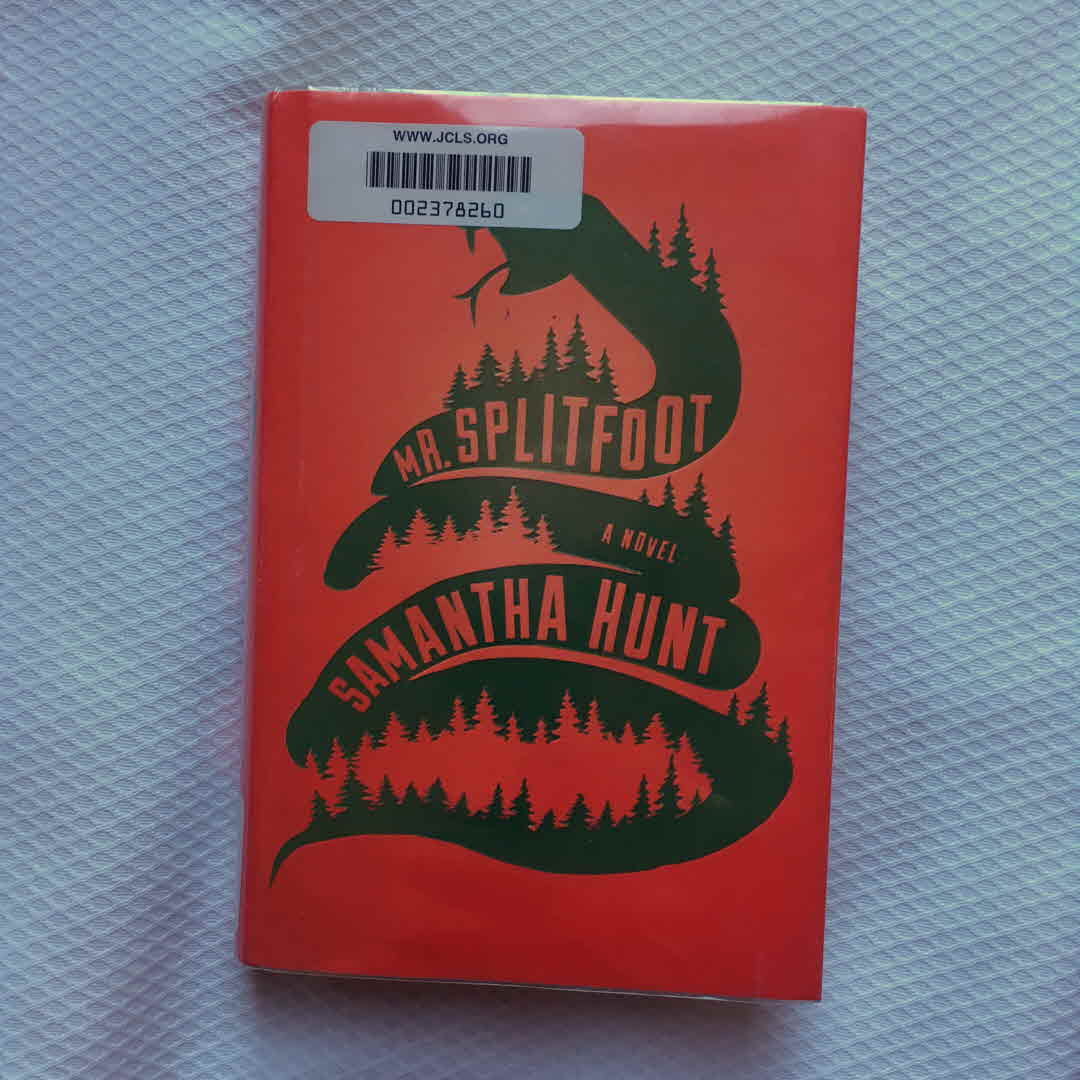 WWW.JCLS.ORG
002378260
MR. SPLITFOOT
A NOVEL
SAMANTHA HUNT